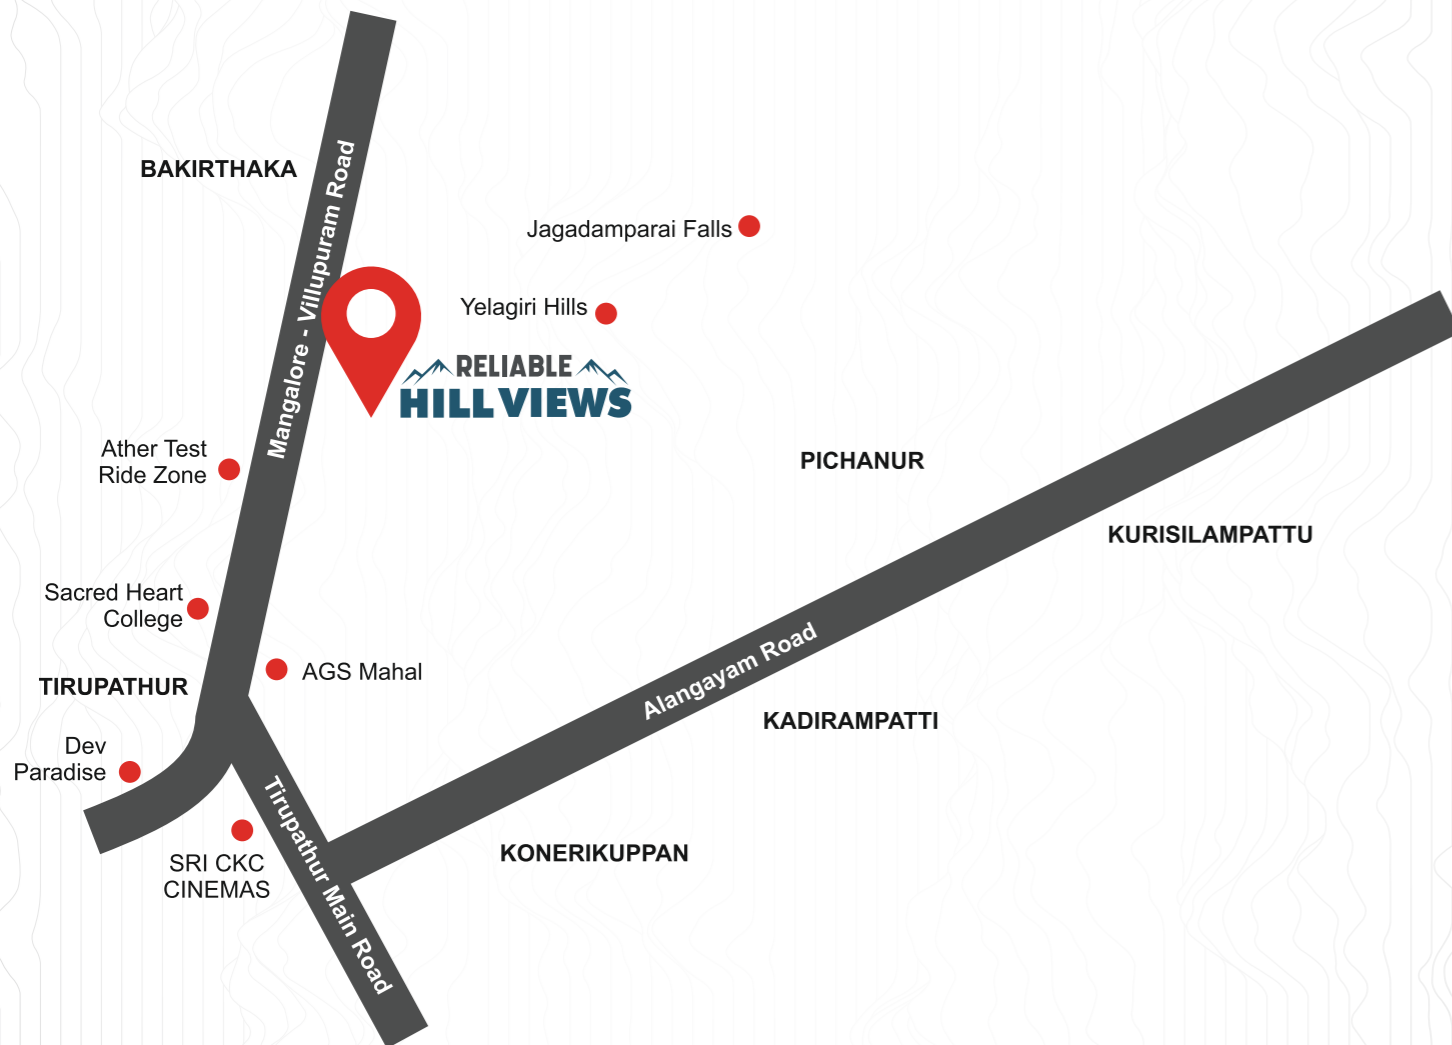 BAKIRTHAKA
Mangalore - Villupuram Road
Jagadamparai Falls
Yelagiri Hills
RELIABLE
HILL VIEWS
Ather Test
Ride Zone
PICHANUR
KURISILAMPATTU
Sacred Heart
College
AGS Mahal
TIRUPATHUR
Alangayam Road
KADIRAMPATTI
Dev
Paradise
Tirupathur Main Road
SRI CKC
CINEMAS
KONERIKUPPAN